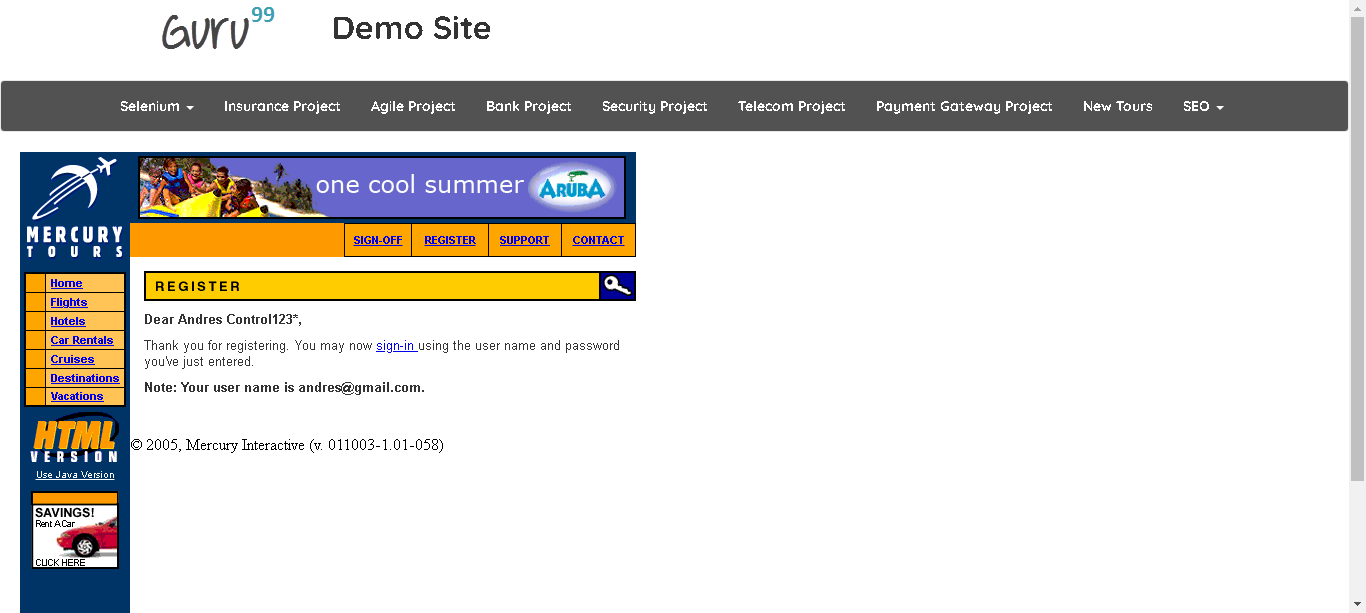 Guru99
Demo Site
Selenium Insurance Project Agile Project Bank Project Security Project Telecom Project Payment Gateway Project New Tours SEO
MERCURY
TOURS
one cool summer ARUBA
SIGN-OFF REGISTER SUPPORT CONTACT
Home
Flights
Hotels
Car Rentals
Cruises
Destinations
Vacations
HTML
VERSION
Use Java Version
SAVINGS!
Rent A Car
CLICK HERE
REGISTER
Dear Andres Control123*,
Thank you for registering. You may now sign-in using the user name and password
you've just entered.
Note: Your user name is andres@gmail.com.
© 2005, Mercury Interactive (v. 011003-1.01-058)